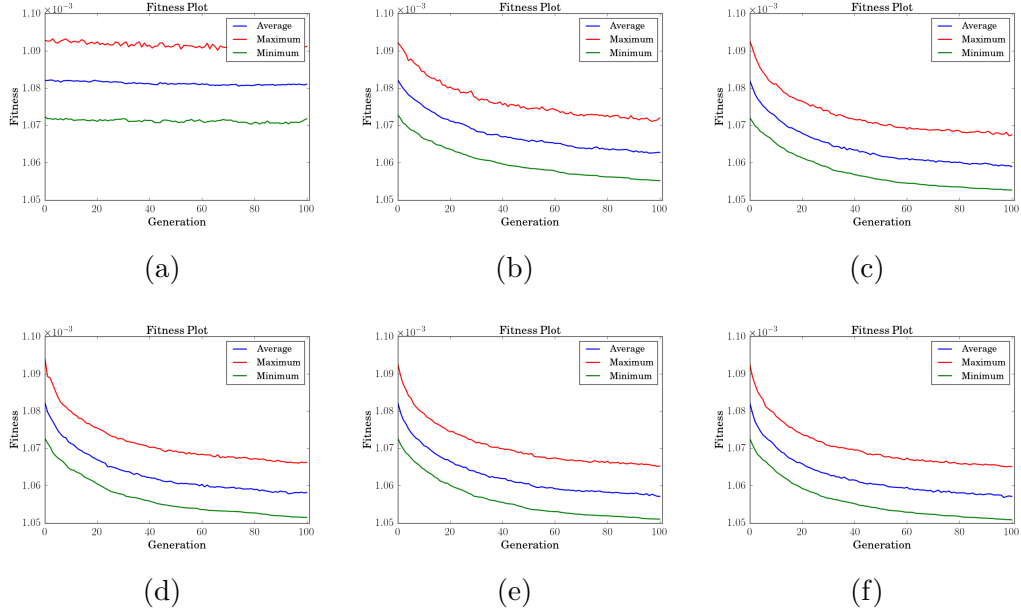 Fitness Plot
×10⁻³
1.10
1.09
1.08
1.07
1.06
1.05
Fitness
0 20 40 60 80 100
Generation
Average
Maximum
Minimum
(a)
Fitness Plot
×10⁻³
1.10
1.09
1.08
1.07
1.06
1.05
Fitness
0 20 40 60 80 100
Generation
Average
Maximum
Minimum
(b)
Fitness Plot
×10⁻³
1.10
1.09
1.08
1.07
1.06
1.05
Fitness
0 20 40 60 80 100
Generation
Average
Maximum
Minimum
(c)
Fitness Plot
×10⁻³
1.10
1.09
1.08
1.07
1.06
1.05
Fitness
0 20 40 60 80 100
Generation
Average
Maximum
Minimum
(d)
Fitness Plot
×10⁻³
1.10
1.09
1.08
1.07
1.06
1.05
Fitness
0 20 40 60 80 100
Generation
Average
Maximum
Minimum
(e)
Fitness Plot
×10⁻³
1.10
1.09
1.08
1.07
1.06
1.05
Fitness
0 20 40 60 80 100
Generation
Average
Maximum
Minimum
(f)